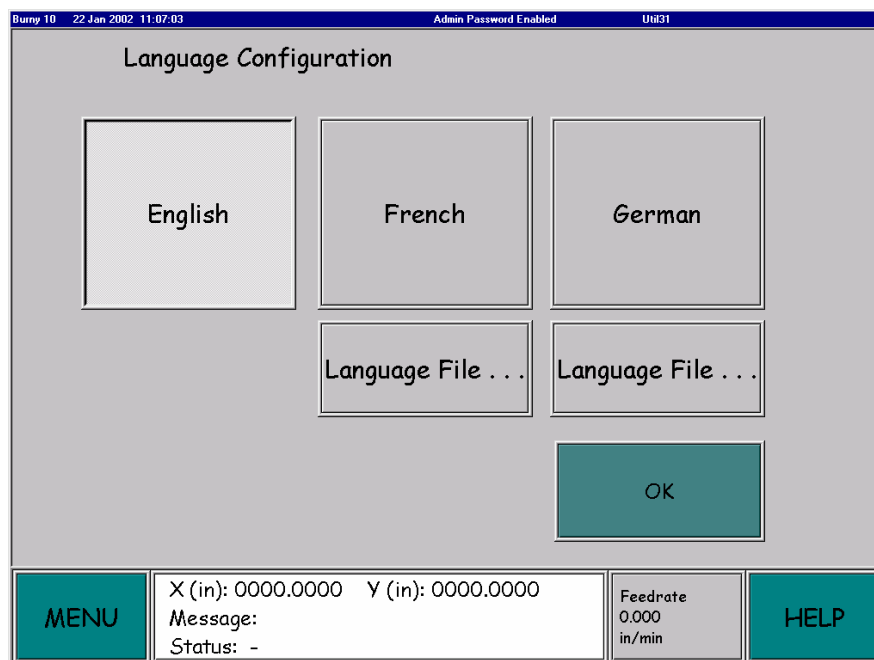 Burny 10 22 Jan 2002 11:07:03 Admin Password Enabled Util31
Language Configuration
English French German
Language File . . . Language File . . .
OK
MENU
X (in): 0000.0000 Y (in): 0000.0000
Message:
Status: -
Feedrate
0.000
in/min
HELP